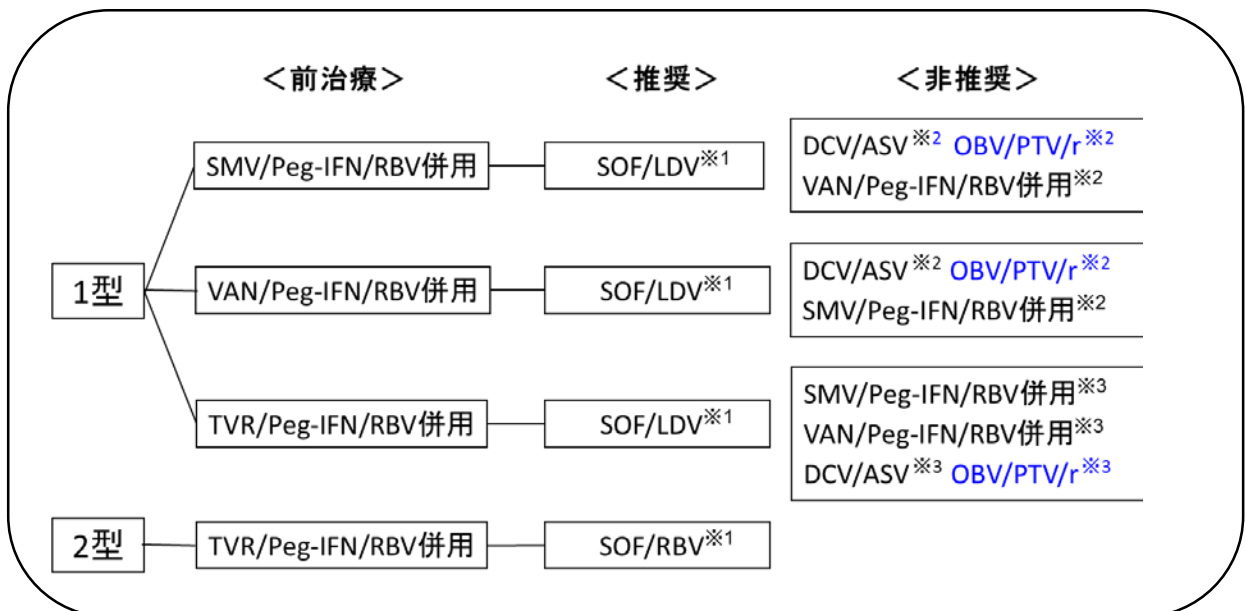 <前治療> <推奨> <非推奨>
SMV/Peg-IFN/RBV併用 SOF/LDV※1 DCV/ASV※2 OBV/PTV/r※2
VAN/Peg-IFN/RBV併用※2
1型 VAN/Peg-IFN/RBV併用 SOF/LDV※1 DCV/ASV※2 OBV/PTV/r※2
SMV/Peg-IFN/RBV併用※2
TVR/Peg-IFN/RBV併用 SOF/LDV※1 SMV/Peg-IFN/RBV併用※3
VAN/Peg-IFN/RBV併用※3
DCV/ASV※3 OBV/PTV/r※3
2型 TVR/Peg-IFN/RBV併用 SOF/RBV※1